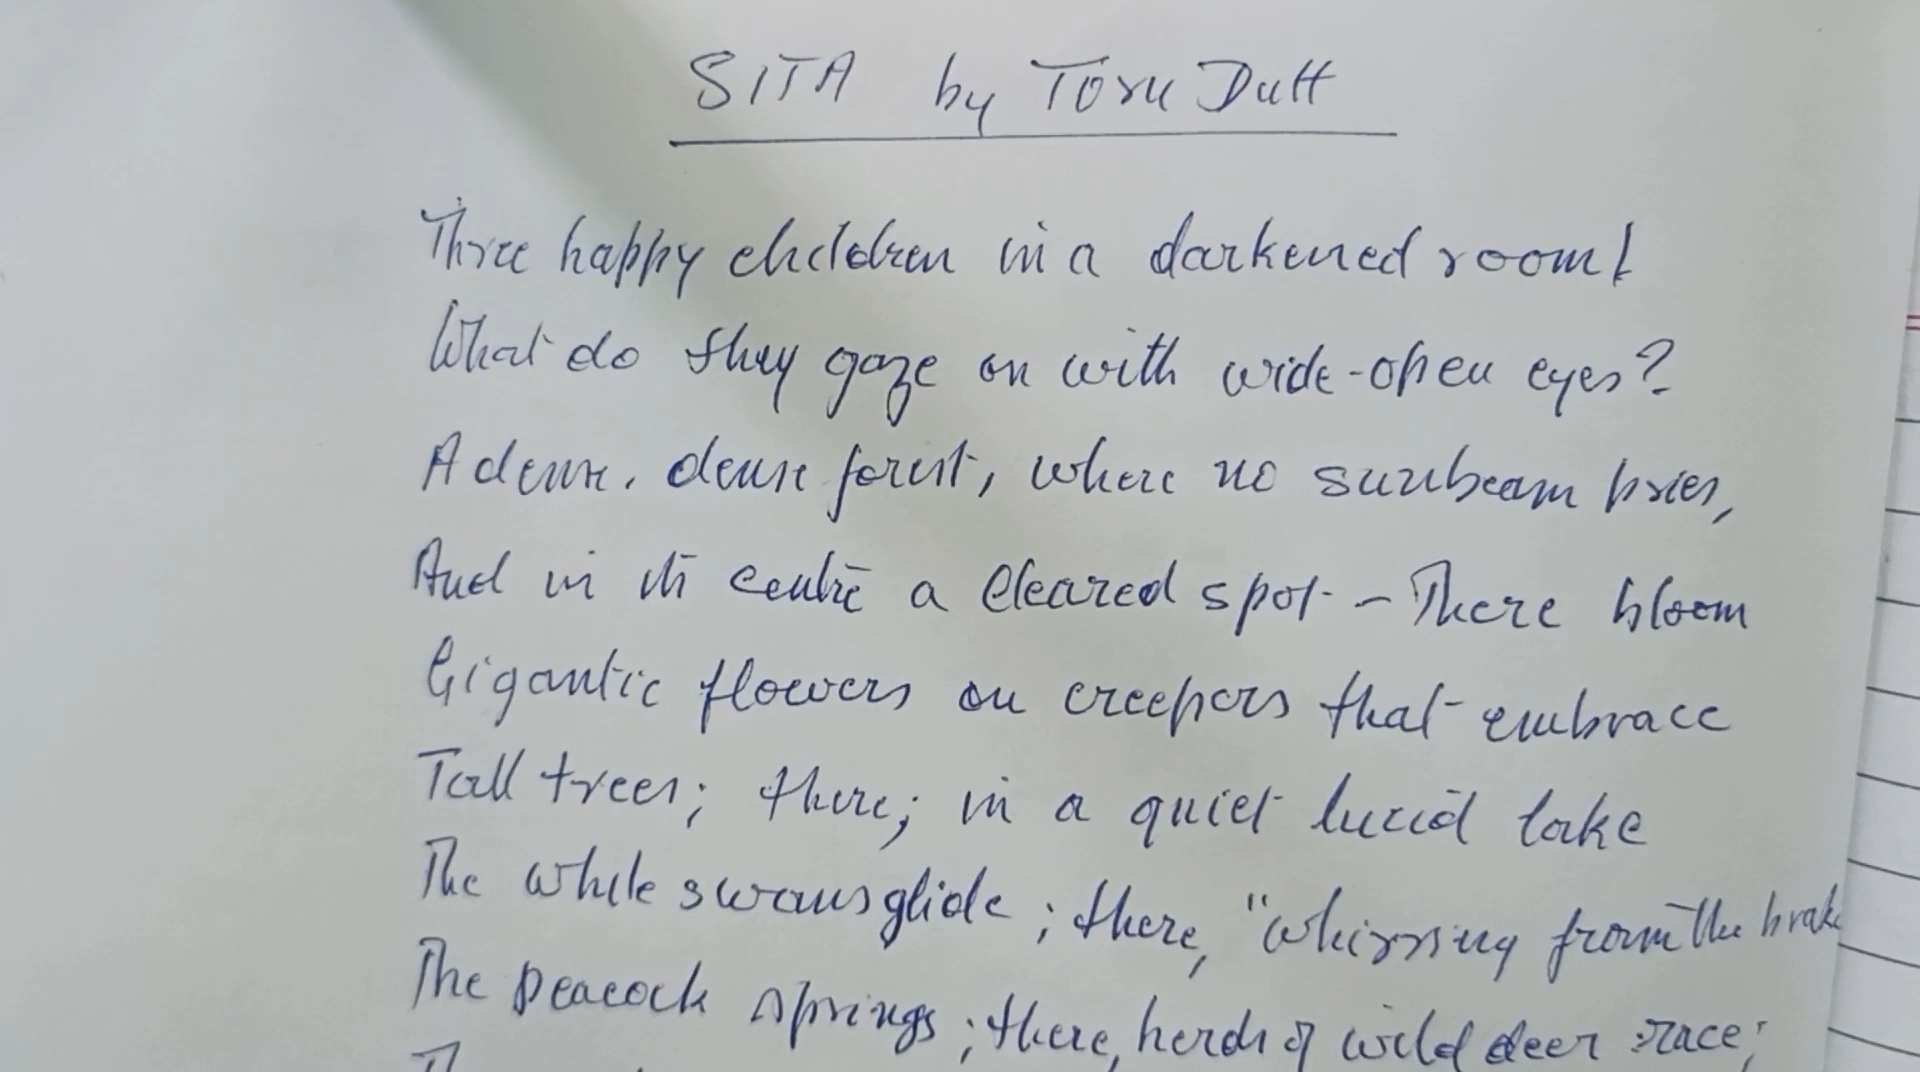 SITA by Toru Dutt
Three happy children in a darkened room!
What do they gaze on with wide-open eyes?
A dense, dense forest, where no sunbeam pries,
And in its centre a cleared spot - There bloom
Gigantic flowers on creepers that embrace
Tall trees; there; in a quiet lucid lake
The white swans glide; there, "whirring from the brake
The peacock springs; there, herds of wild deer race;